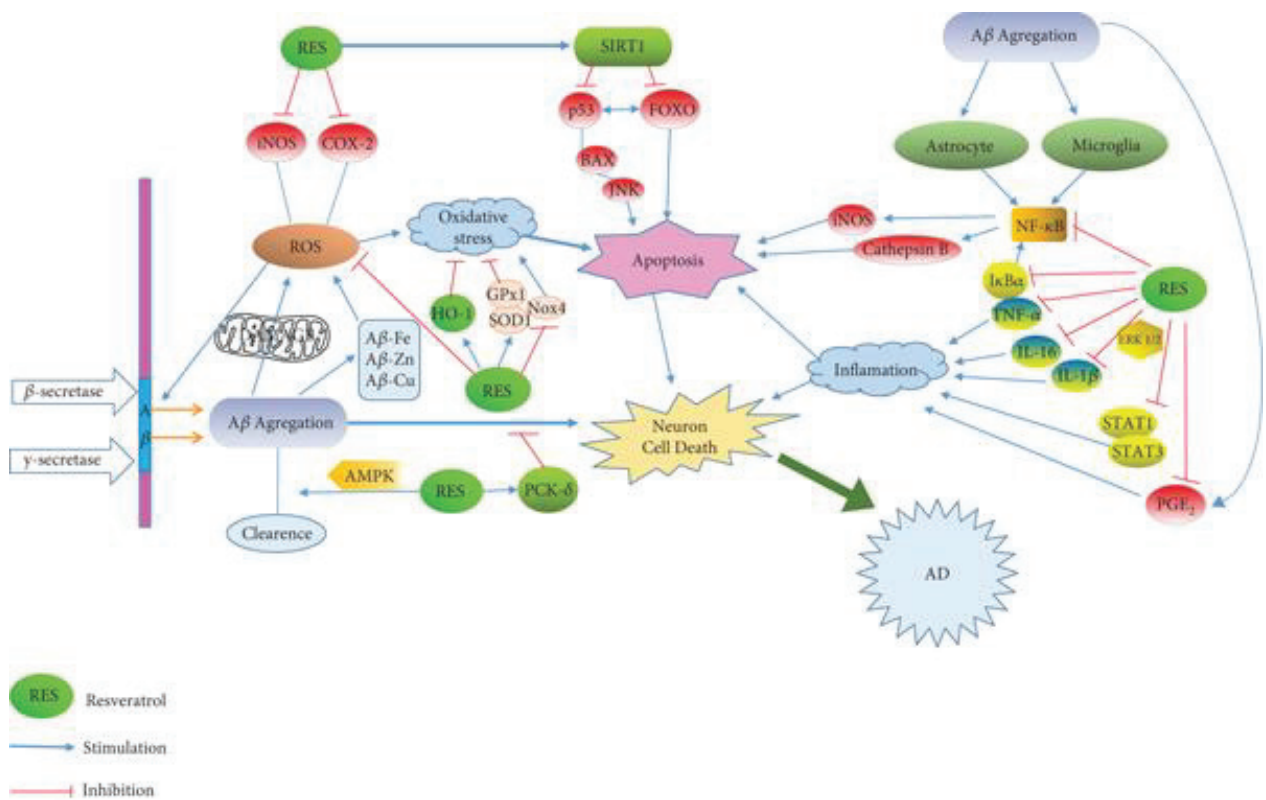 RES
SIRT1
Aβ Agregation
p53
FOXO
iNOS
COX-2
Astrocyte
Microglia
BAX
JNK
Oxidative
stress
ROS
Apoptosis
iNOS
Cathepsin B
NF-κB
IκBα
RES
TNF-α
ERK 1/2
HO-1
GPx1
SOD1
Nox4
Aβ-Fe
Aβ-Zn
Aβ-Cu
IL-16
IL-1β
Inflamation
RES
β-secretase
A
β
γ-secretase
Aβ Agregation
Neuron
Cell Death
STAT1
STAT3
AMPK
RES
PCK-δ
PGE₂
Clearence
AD
RES
Resveratrol
Stimulation
Inhibition